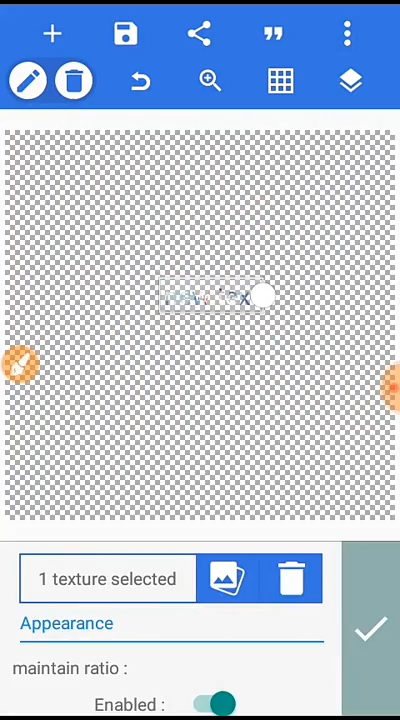 1 texture selected
Appearance
maintain ratio :
Enabled :